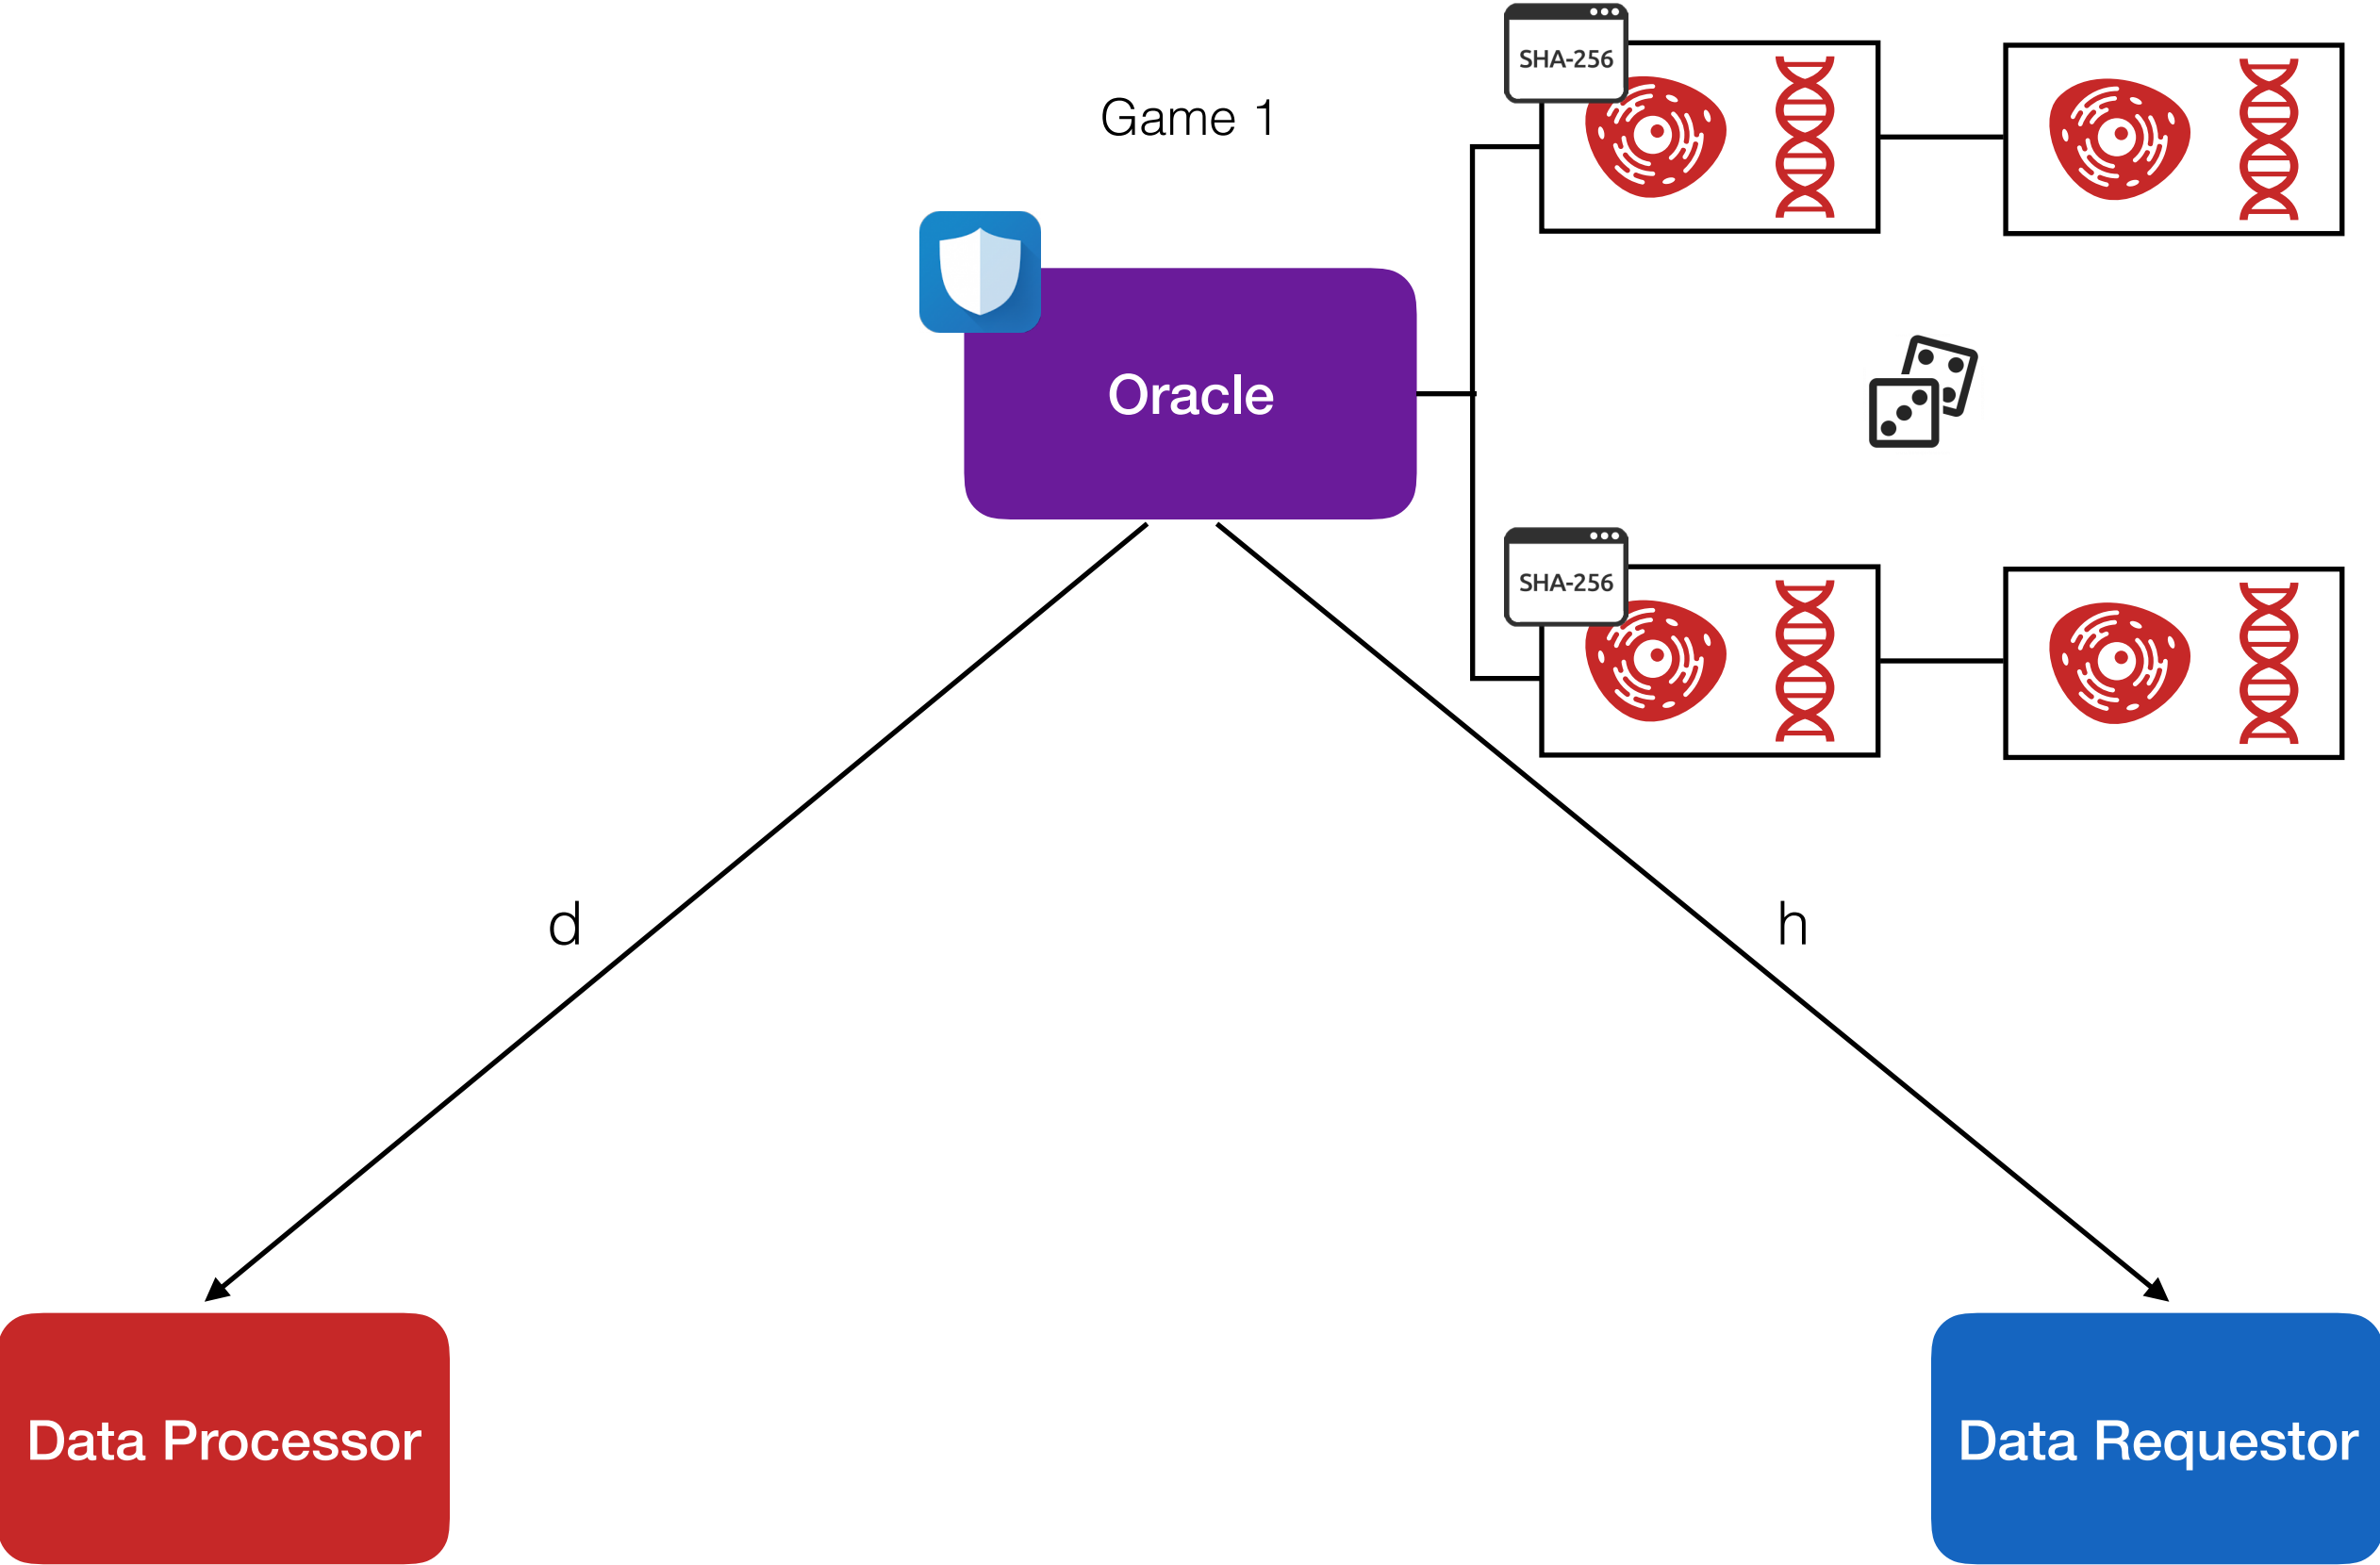 SHA-256
Game 1
Oracle
SHA-256
d
h
Data Processor
Data Requestor